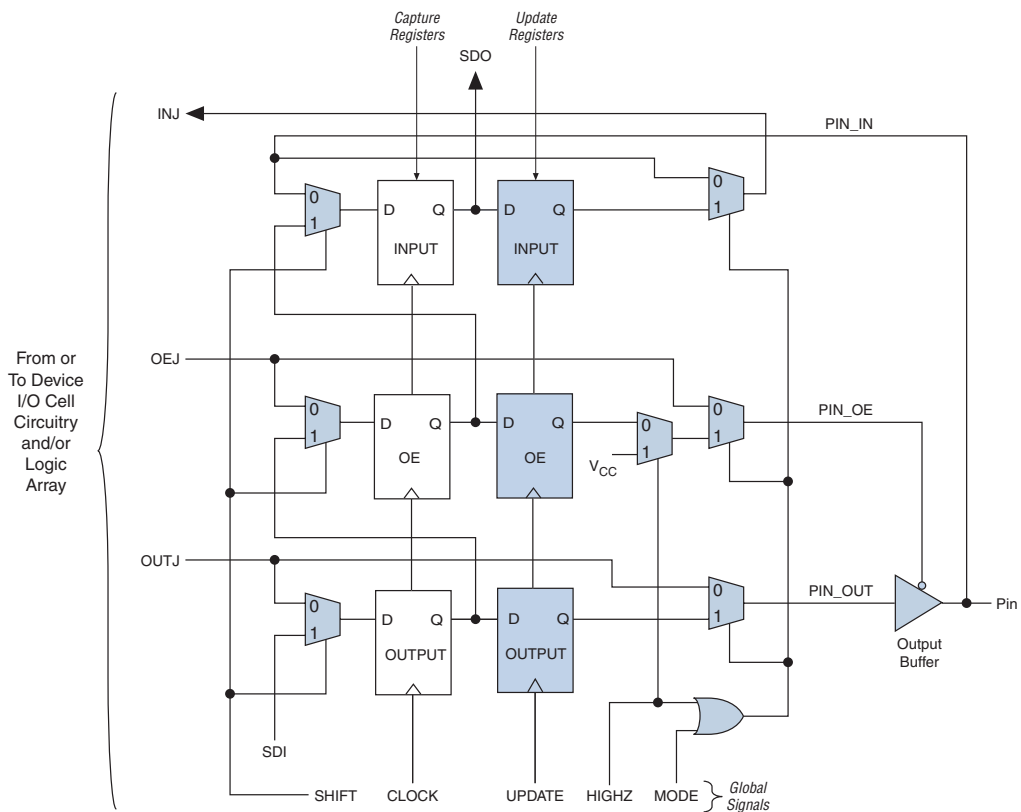 Capture
Registers
Update
Registers
SDO
INJ
PIN_IN
0
1
D Q
INPUT
D Q
INPUT
0
1
From or
To Device
I/O Cell
Circuitry
and/or
Logic
Array
OEJ
0
1
D Q
OE
D Q
OE
0
1
VCC
0
1
PIN_OE
OUTJ
0
1
D Q
OUTPUT
D Q
OUTPUT
0
1
PIN_OUT
Pin
Output
Buffer
SDI
SHIFT
CLOCK
UPDATE
HIGHZ
MODE
Global
Signals